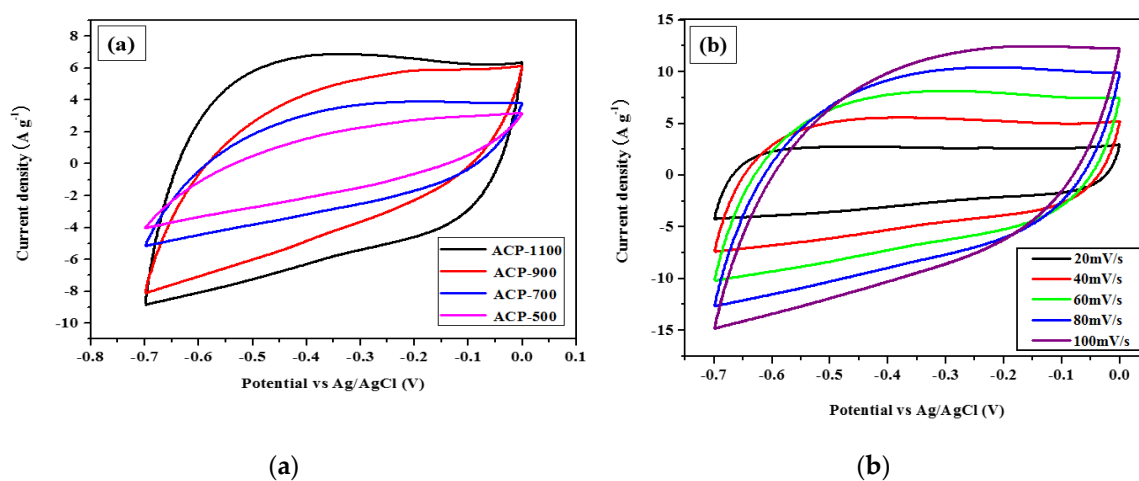 (a)
Current density (A g⁻¹)
8
6
4
2
0
-2
-4
-6
-8
-10
ACP-1100
ACP-900
ACP-700
ACP-500
-0.8 -0.7 -0.6 -0.5 -0.4 -0.3 -0.2 -0.1 0.0 0.1
Potential vs Ag/AgCl (V)
(b)
Current density (A g⁻¹)
15
10
5
0
-5
-10
-15
20mV/s
40mV/s
60mV/s
80mV/s
100mV/s
-0.7 -0.6 -0.5 -0.4 -0.3 -0.2 -0.1 0.0
Potential vs Ag/AgCl (V)
(a) (b)